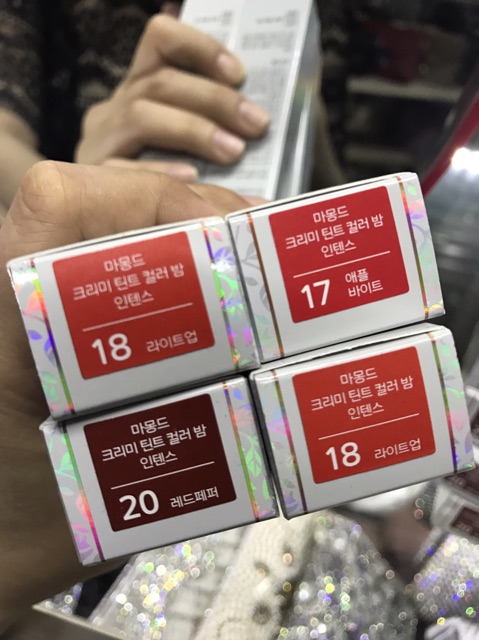 마몽드
크리미 틴트 컬러 밤
인텐스
18 라이트업
마몽드
크리미 틴트 컬러 밤
인텐스
17 애플
바이트
마몽드
크리미 틴트 컬러 밤
인텐스
20 레드페퍼
마몽드
크리미 틴트 컬러 밤
인텐스
18 라이트업